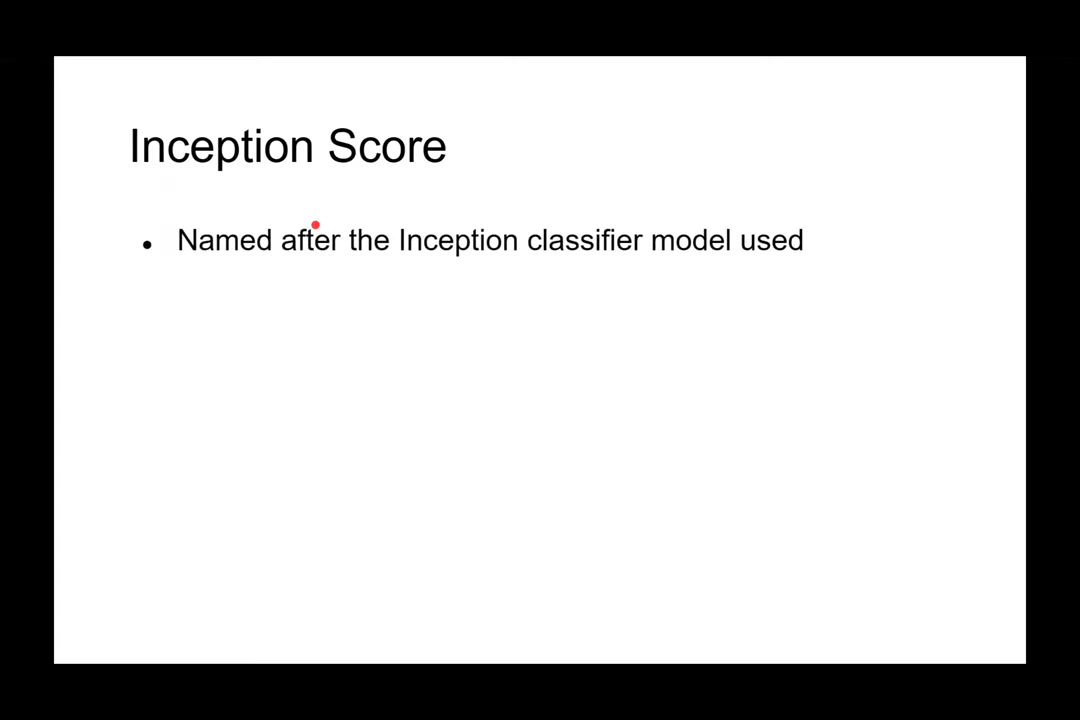 Inception Score
● Named after the Inception classifier model used